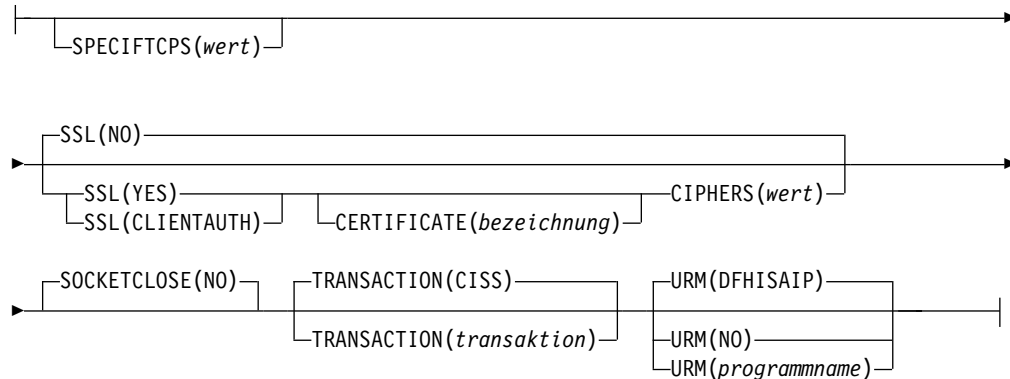 SPECIFTCPS(wert)
SSL(NO)
SSL(YES) CIPHERS(wert)
SSL(CLIENTAUTH) CERTIFICATE(bezeichnung)
SOCKETCLOSE(NO) TRANSACTION(CISS) URM(DFHISAIP)
TRANSACTION(transaktion) URM(NO)
URM(programmname)